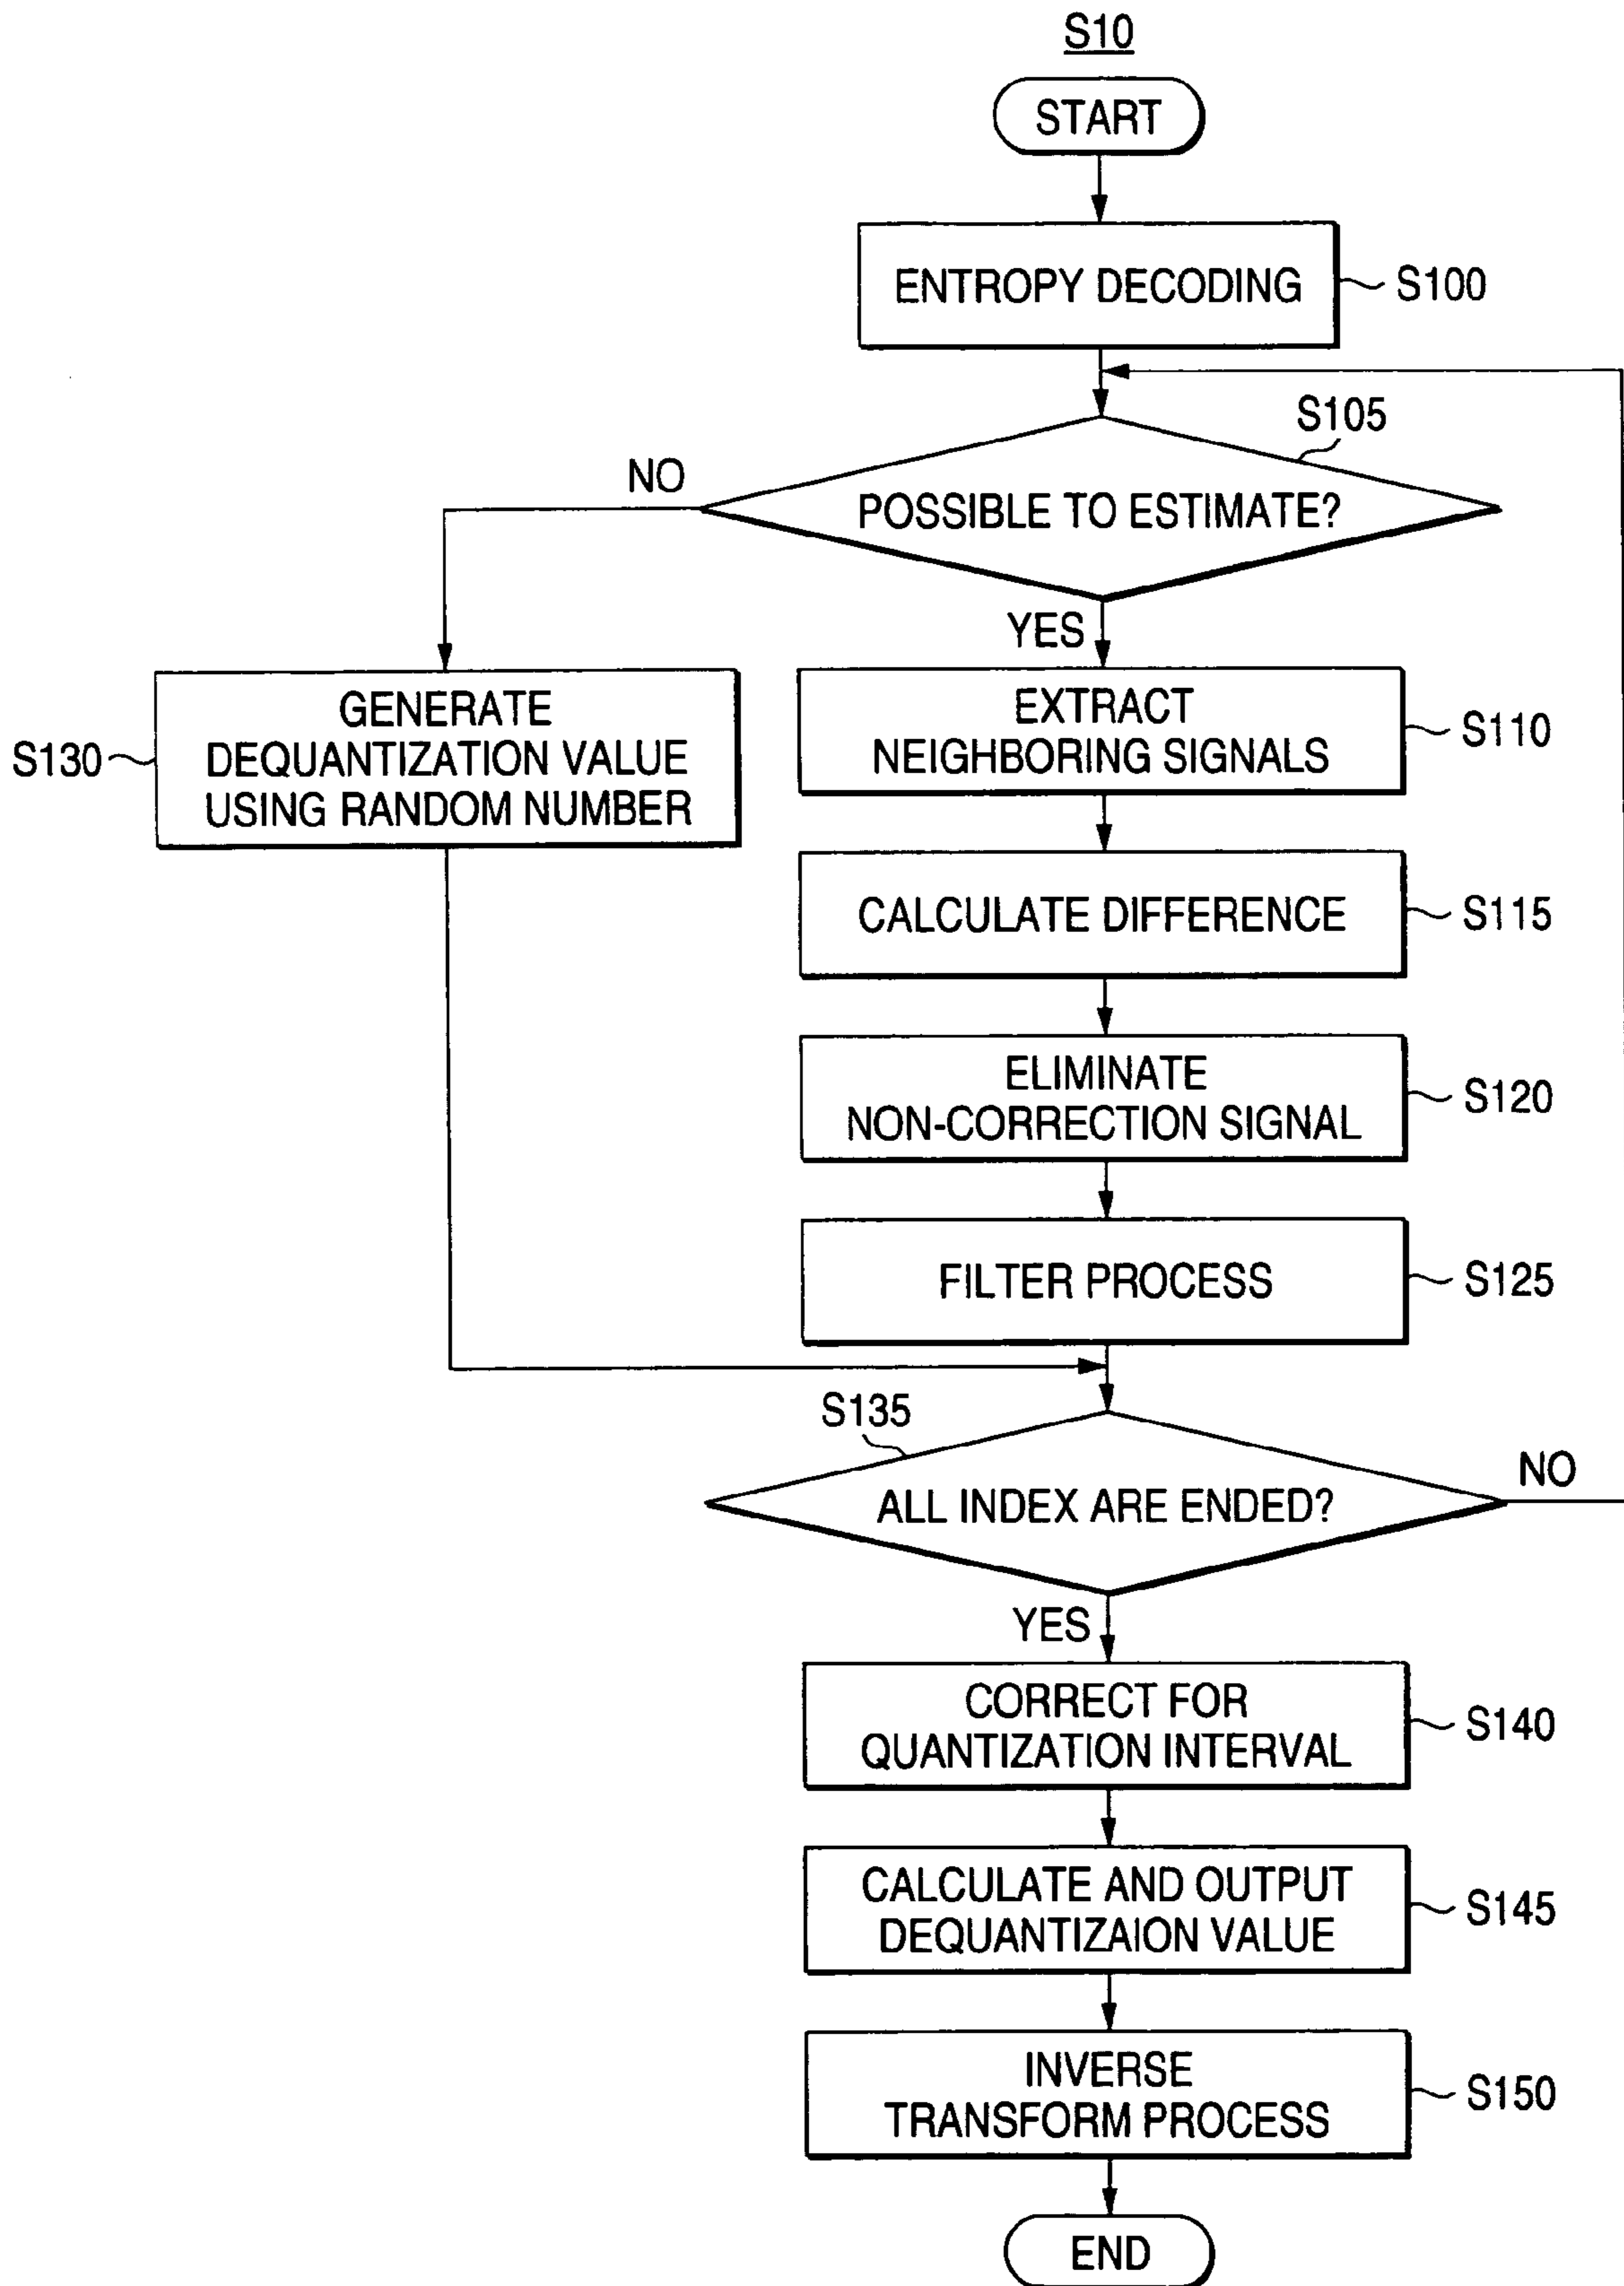 S10
START
ENTROPY DECODING
S100
S105
NO
POSSIBLE TO ESTIMATE?
YES
GENERATE
DEQUANTIZATION VALUE
USING RANDOM NUMBER
S130
EXTRACT
NEIGHBORING SIGNALS
S110
CALCULATE DIFFERENCE
S115
ELIMINATE
NON-CORRECTION SIGNAL
S120
FILTER PROCESS
S125
S135
ALL INDEX ARE ENDED?
NO
YES
CORRECT FOR
QUANTIZATION INTERVAL
S140
CALCULATE AND OUTPUT
DEQUANTIZAION VALUE
S145
INVERSE
TRANSFORM PROCESS
S150
END